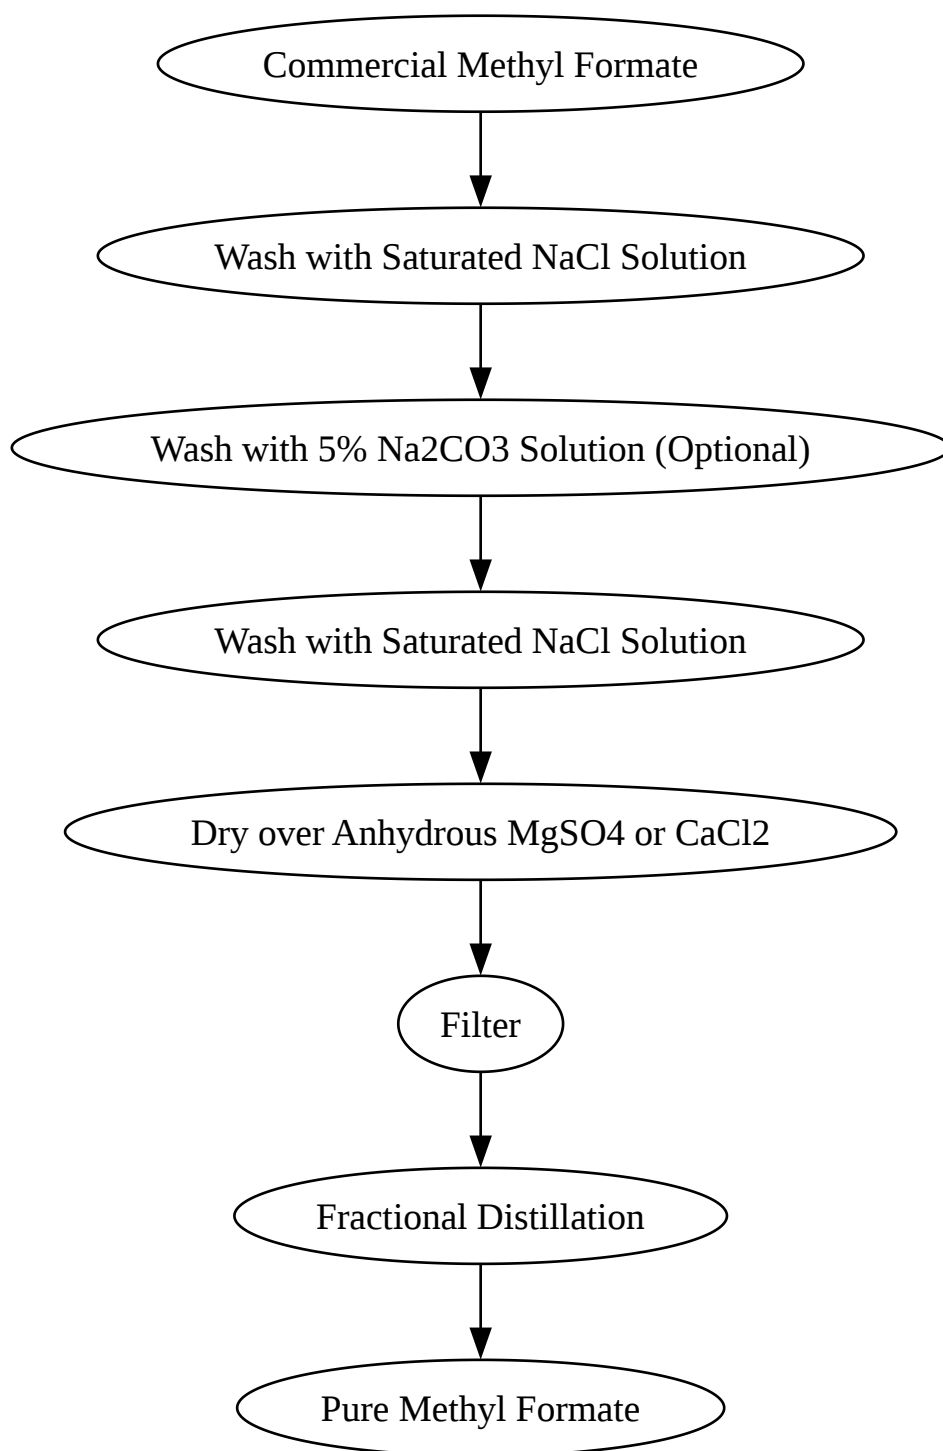 Commercial Methyl Formate
Wash with Saturated NaCl Solution
Wash with 5% Na2CO3 Solution (Optional)
Wash with Saturated NaCl Solution
Dry over Anhydrous MgSO4 or CaCl2
Filter
Fractional Distillation
Pure Methyl Formate